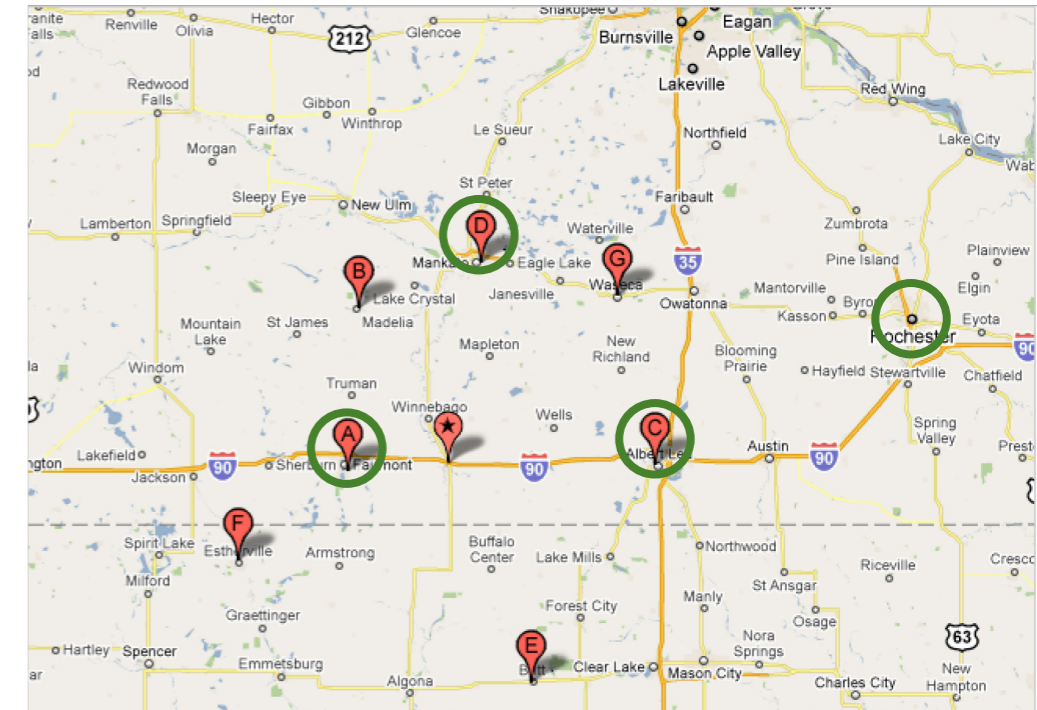 Shakopee
Renville
Olivia
Hector
212
Glencoe
Burnsville
Eagan
Apple Valley
Lakeville
Falls
Redwood
Falls
Gibbon
Winthrop
Fairfax
Le Sueur
Red Wing
Northfield
Lake City
Morgan
St Peter
Sleepy Eye
New Ulm
Faribault
Lamberton
Springfield
D
Waterville
Zumbrota
B
Mankato
Eagle Lake
G
35
Pine Island
Plainview
Waseca
Janesville
Lake Crystal
Owatonna
Mantorville
Byron
Elgin
Kasson
Eyota
Madelia
St James
Mountain
Lake
Rochester
90
Mapleton
New
Richland
Blooming
Prairie
Hayfield
Stewartville
Chatfield
Windom
Truman
Winnebago
Wells
A
C
Spring
Valley
Albert Lea
Austin
Lakefield
90
Sherburn
Fairmont
90
90
Jackson
F
Spirit Lake
Estherville
Armstrong
Buffalo
Center
Lake Mills
Northwood
Riceville
Milford
St Ansgar
Graettinger
Forest City
Manly
Osage
63
Hartley
Spencer
E
Nora
Springs
Emmetsburg
Britt
Clear Lake
Mason City
Algona
Charles City
New
Hampton